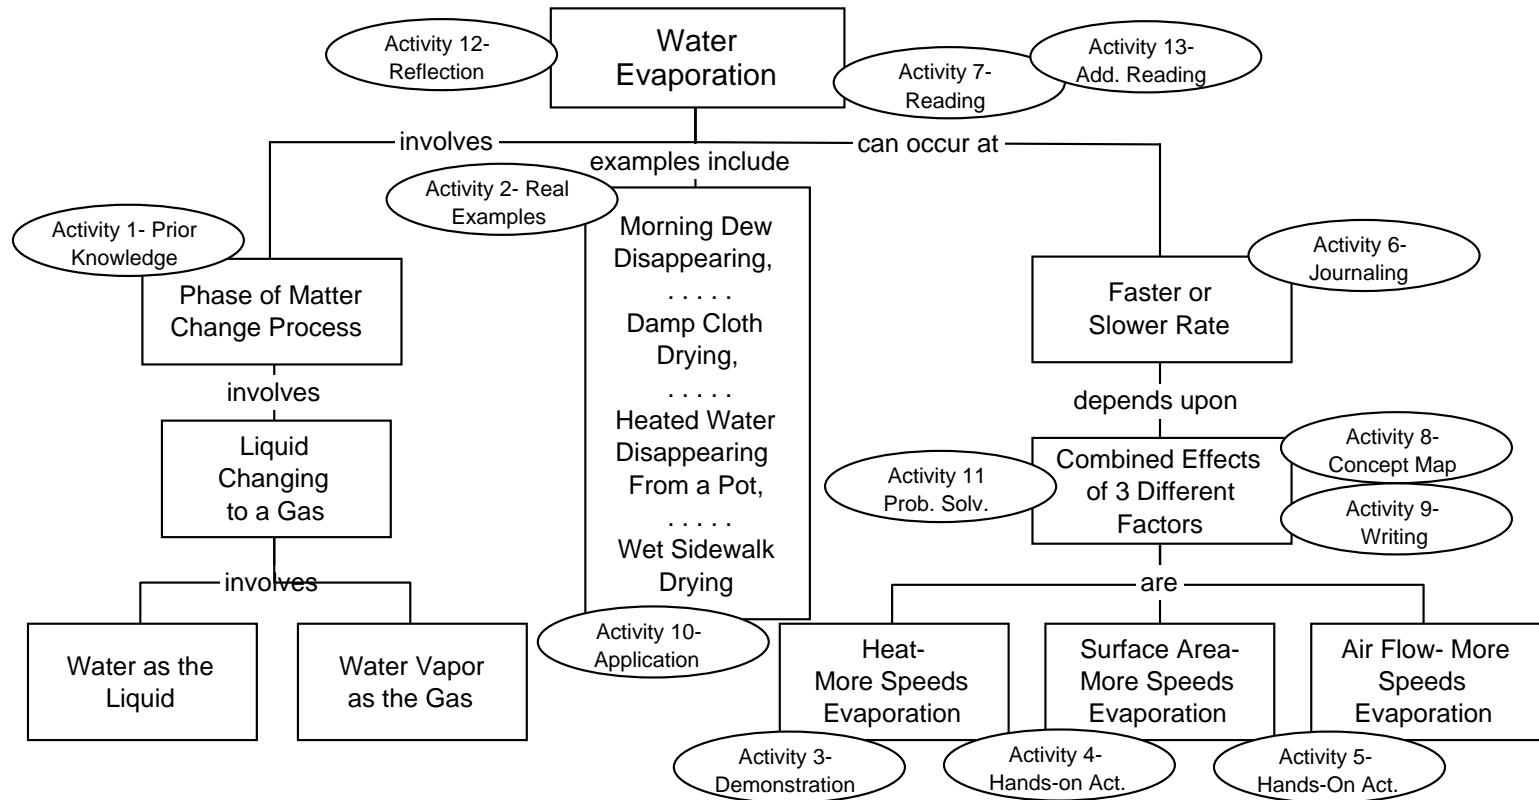 Activity 12-
Reflection
Water
Evaporation
Activity 7-
Reading
Activity 13-
Add. Reading
involves
examples include
can occur at
Activity 2- Real
Examples
Activity 1- Prior
Knowledge
Phase of Matter
Change Process
Morning Dew
Disappearing,
. . . . .
Damp Cloth
Drying,
. . . . .
Heated Water
Disappearing
From a Pot,
. . . . .
Wet Sidewalk
Drying
Activity 6-
Journaling
Faster or
Slower Rate
involves
depends upon
Liquid
Changing
to a Gas
Activity 11
Prob. Solv.
Combined Effects
of 3 Different
Factors
Activity 8-
Concept Map
Activity 9-
Writing
involves
are
Water as the
Liquid
Water Vapor
as the Gas
Activity 10-
Application
Heat-
More Speeds
Evaporation
Surface Area-
More Speeds
Evaporation
Air Flow- More
Speeds
Evaporation
Activity 3-
Demonstration
Activity 4-
Hands-on Act.
Activity 5-
Hands-On Act.